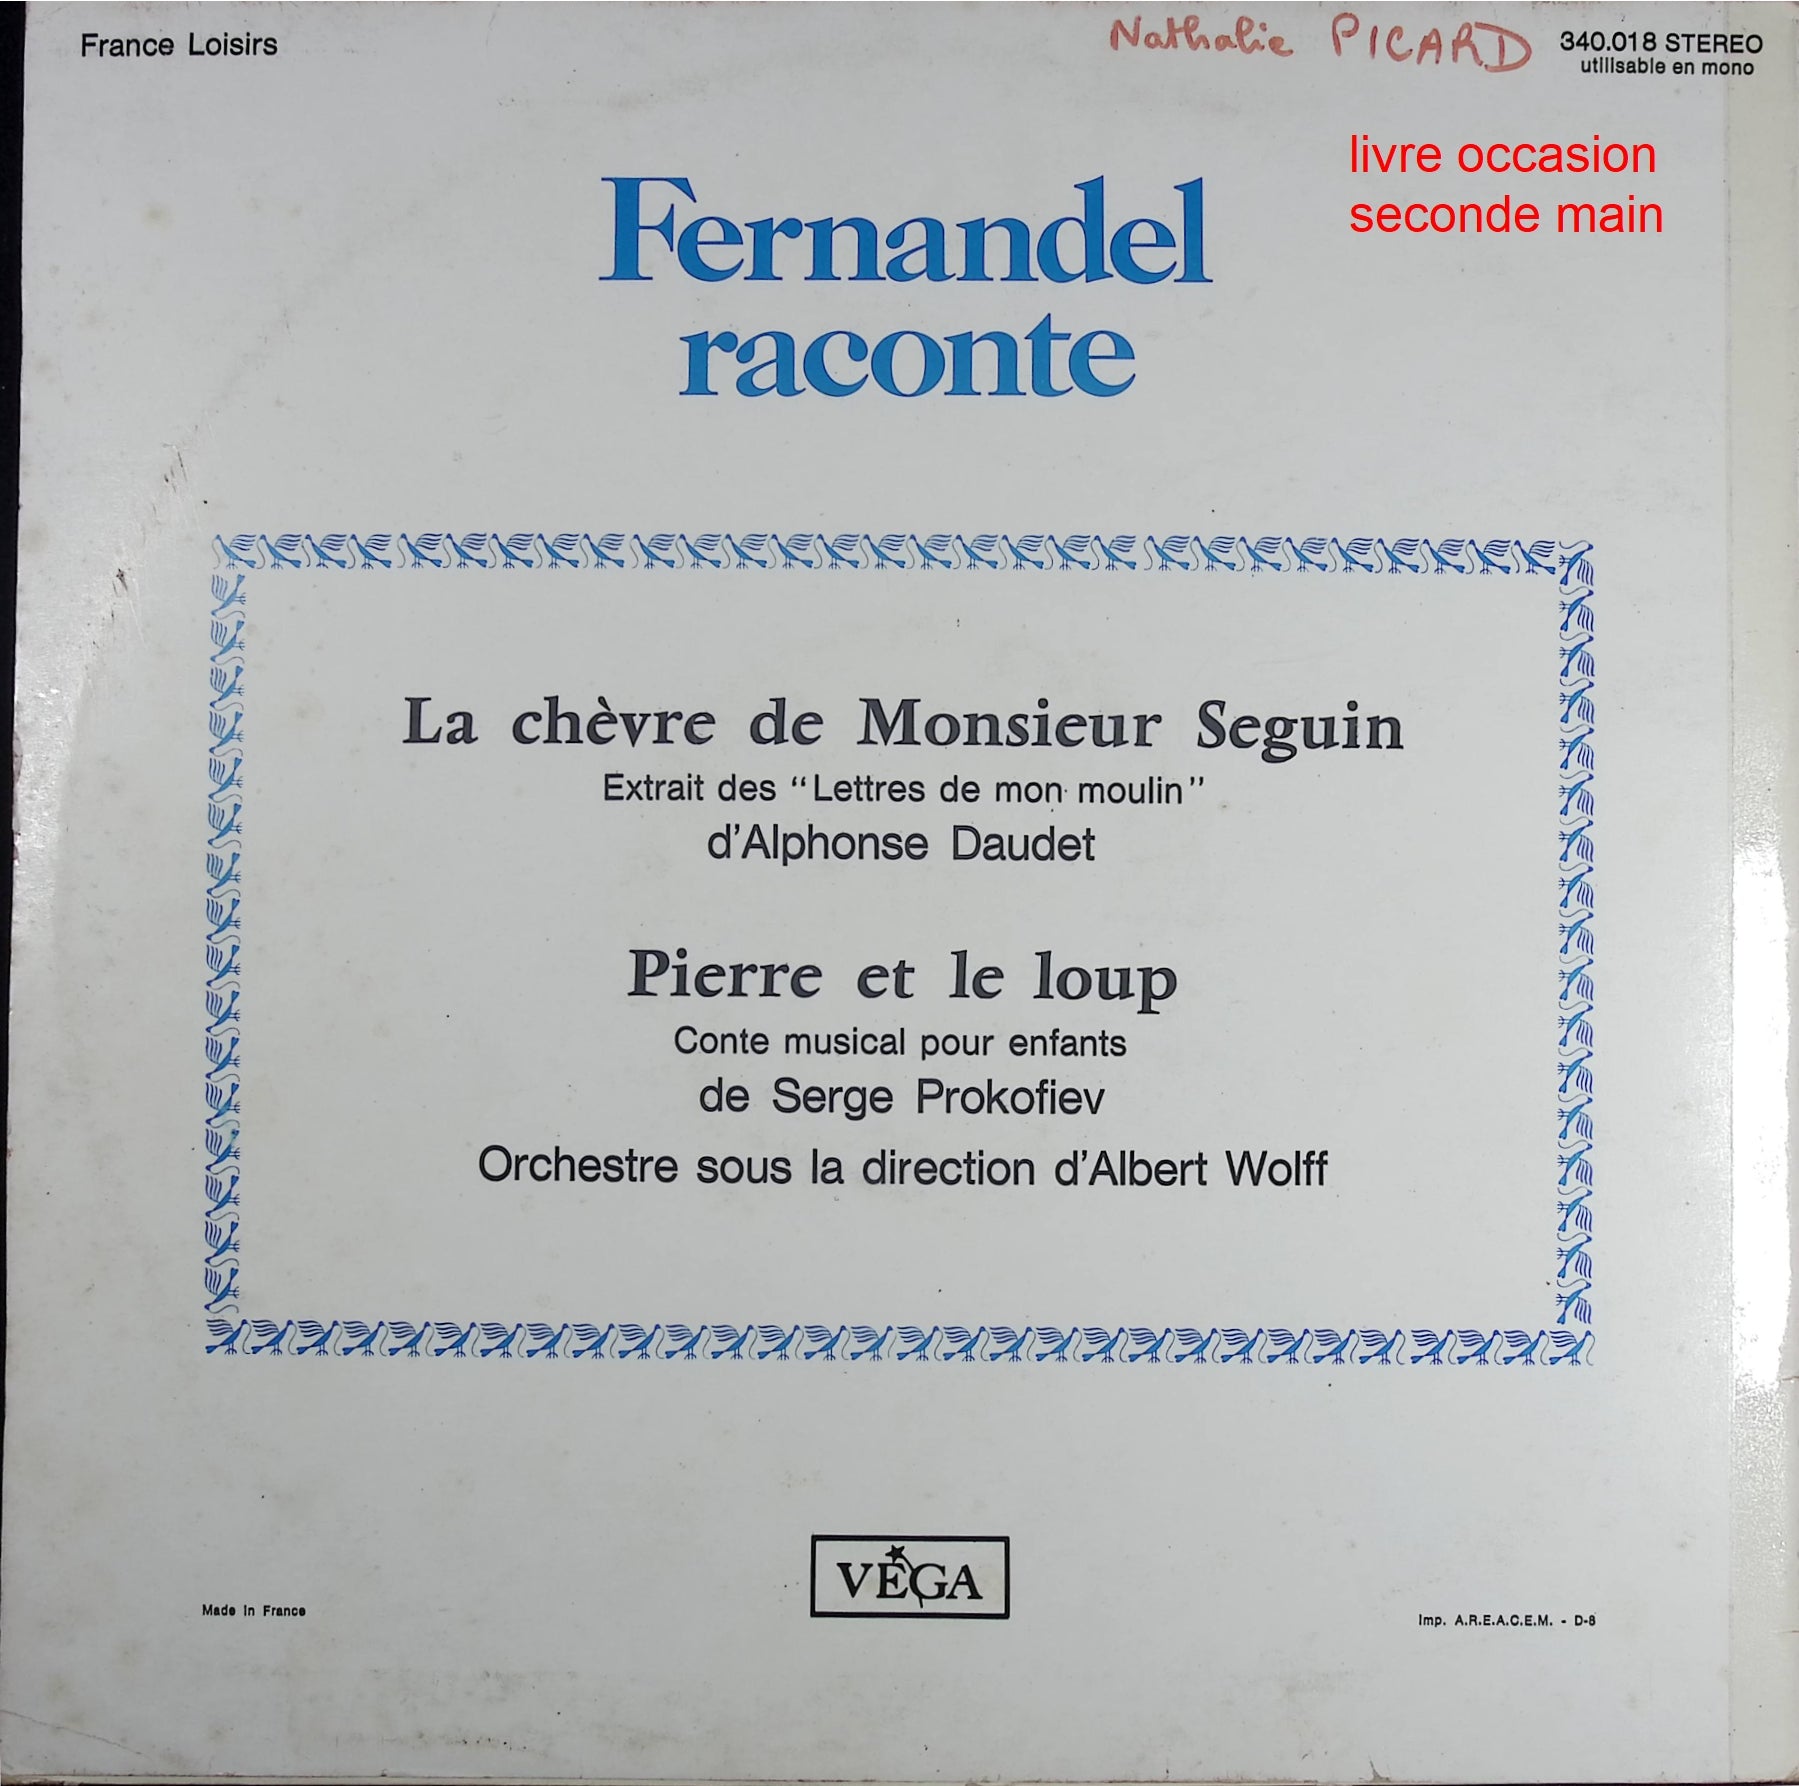 France Loisirs
Nathalie PICARD
340.018 STEREO
utilisable en mono
livre occasion
seconde main
Fernandel
raconte
La chèvre de Monsieur Seguin
Extrait des “Lettres de mon moulin”
d'Alphonse Daudet
Pierre et le loup
Conte musical pour enfants
de Serge Prokofiev
Orchestre sous la direction d'Albert Wolff
VEGA
Made in France
Imp. A.R.E.A.C.E.M. - D-8